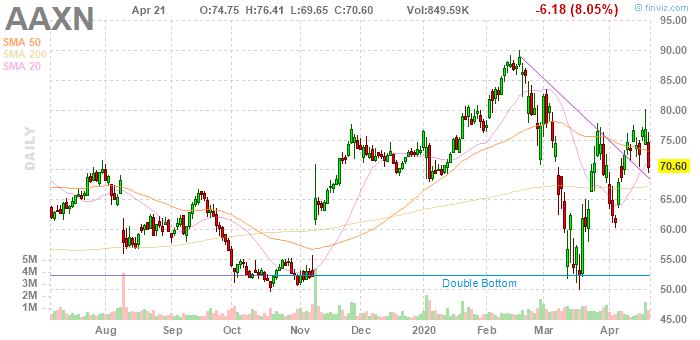 AAXN Apr 21 O:74.75 H:76.41 L:69.65 C:70.60 Vol:849.59K -6.18 (8.05%) © finviz.com
SMA 50
SMA 200
SMA 20
DAILY
95.00
90.00
85.00
80.00
75.00
70.60
65.00
60.00
55.00
50.00
45.00
5M
4M
3M
2M
1M
Double Bottom
Aug Sep Oct Nov Dec 2020 Feb Mar Apr